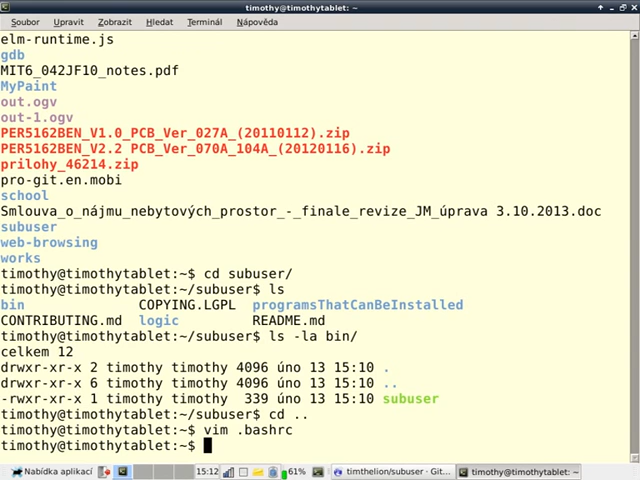 timothy@timothytablet: ~
Soubor Upravit Zobrazit Hledat Terminál Nápověda
elm-runtime.js
gdb
MIT6_042JF10_notes.pdf
MyPaint
out.ogv
out-1.ogv
PER5162BEN_V1.0_PCB_Ver_027A_(20110112).zip
PER5162BEN_V2.2 PCB_Ver_070A_104A_(20120116).zip
prilohy_46214.zip
pro-git.en.mobi
school
Smlouva_o_nájmu_nebytových_prostor_-_finale_revize_JM_úprava 3.10.2013.doc
subuser
web-browsing
works
timothy@timothytablet:~$ cd subuser/
timothy@timothytablet:~/subuser$ ls
bin COPYING.LGPL programsThatCanBeInstalled
CONTRIBUTING.md logic README.md
timothy@timothytablet:~/subuser$ ls -la bin/
celkem 12
drwxr-xr-x 2 timothy timothy 4096 úno 13 15:10 .
drwxr-xr-x 6 timothy timothy 4096 úno 13 15:10 ..
-rwxr-xr-x 1 timothy timothy 339 úno 13 15:10 subuser
timothy@timothytablet:~/subuser$ cd ..
timothy@timothytablet:~$ vim .bashrc
timothy@timothytablet:~$
Nabídka aplikací 15:12 61% timthelion/subuser · Git... timothy@timothytablet: ~